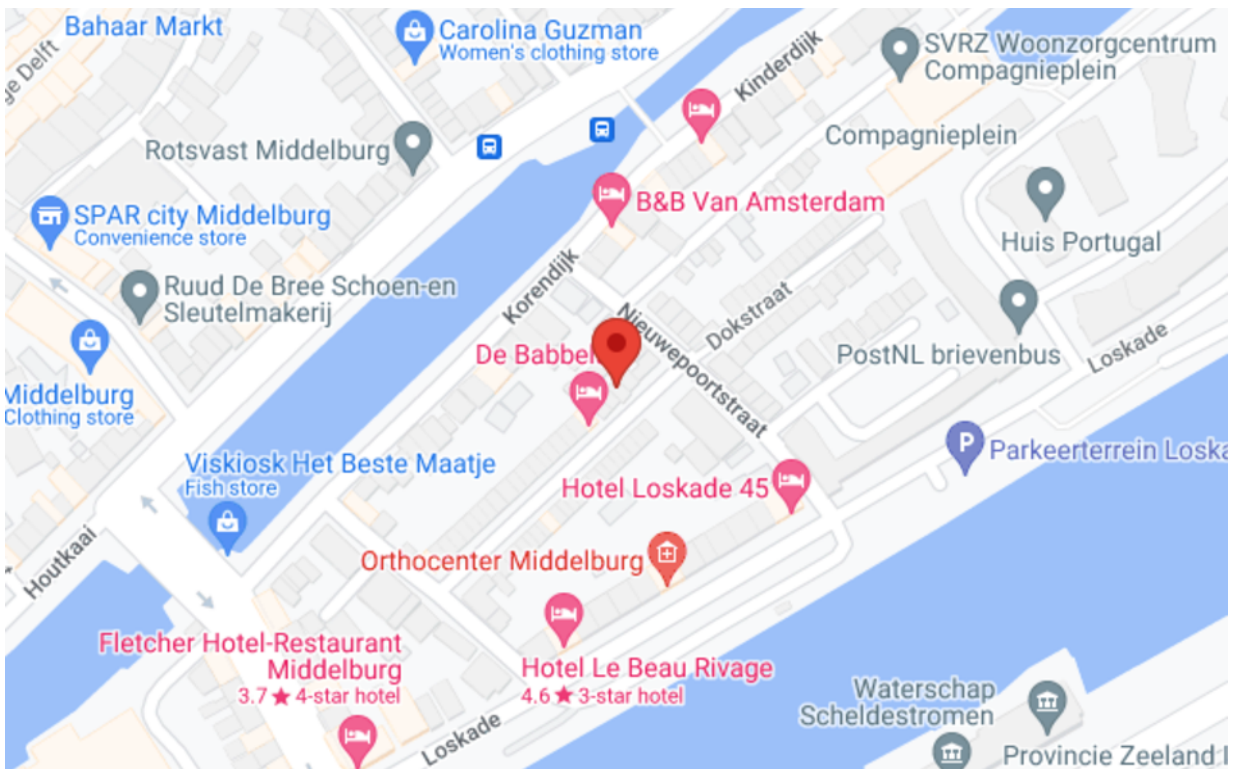 Bahaar Markt
Carolina Guzman
Women's clothing store
SVRZ Woonzorgcentrum
Compagnieplein
Kinderdijk
ge Delft
Compagnieplein
Rotsvast Middelburg
B&B Van Amsterdam
SPAR city Middelburg
Convenience store
Huis Portugal
Korendijk
Ruud De Bree Schoen-en
Sleutelmakerij
Nieuwepoortstraat
Dokstraat
De Babbel
PostNL brievenbus
Loskade
Middelburg
Clothing store
P
Parkeerterrein Loska
Viskiosk Het Beste Maatje
Fish store
Hotel Loskade 45
Houtkaai
Orthocenter Middelburg
Fletcher Hotel-Restaurant
Middelburg
3.7 ★ 4-star hotel
Hotel Le Beau Rivage
4.6 ★ 3-star hotel
Waterschap
Scheldestromen
Loskade
Provincie Zeeland